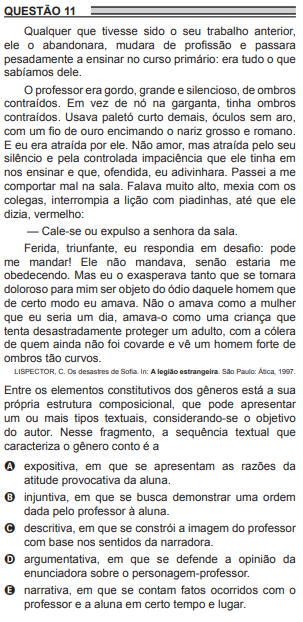 QUESTÃO 11
Qualquer que tivesse sido o seu trabalho anterior,
ele o abandonara, mudara de profissão e passara
pesadamente a ensinar no curso primário: era tudo o que
sabíamos dele.
O professor era gordo, grande e silencioso, de ombros
contraídos. Em vez de nó na garganta, tinha ombros
contraídos. Usava paletó curto demais, óculos sem aro,
com um fio de ouro encimando o nariz grosso e romano.
E eu era atraída por ele. Não amor, mas atraída pelo seu
silêncio e pela controlada impaciência que ele tinha em
nos ensinar e que, ofendida, eu adivinhara. Passei a me
comportar mal na sala. Falava muito alto, mexia com os
colegas, interrompia a lição com piadinhas, até que ele
dizia, vermelho:
— Cale-se ou expulso a senhora da sala.
Ferida, triunfante, eu respondia em desafio: pode
me mandar! Ele não mandava, senão estaria me
obedecendo. Mas eu o exasperava tanto que se tornara
doloroso para mim ser objeto do ódio daquele homem que
de certo modo eu amava. Não o amava como a mulher
que eu seria um dia, amava-o como uma criança que
tenta desastradamente proteger um adulto, com a cólera
de quem ainda não foi covarde e vê um homem forte de
ombros tão curvos.
LISPECTOR, C. Os desastres de Sofia. In: A legião estrangeira. São Paulo: Ática, 1997.
Entre os elementos constitutivos dos gêneros está a sua
própria estrutura composicional, que pode apresentar
um ou mais tipos textuais, considerando-se o objetivo
do autor. Nesse fragmento, a sequência textual que
caracteriza o gênero conto é a
A expositiva, em que se apresentam as razões da
atitude provocativa da aluna.
B injuntiva, em que se busca demonstrar uma ordem
dada pelo professor à aluna.
C descritiva, em que se constrói a imagem do professor
com base nos sentidos da narradora.
D argumentativa, em que se defende a opinião da
enunciadora sobre o personagem-professor.
E narrativa, em que se contam fatos ocorridos com o
professor e a aluna em certo tempo e lugar.